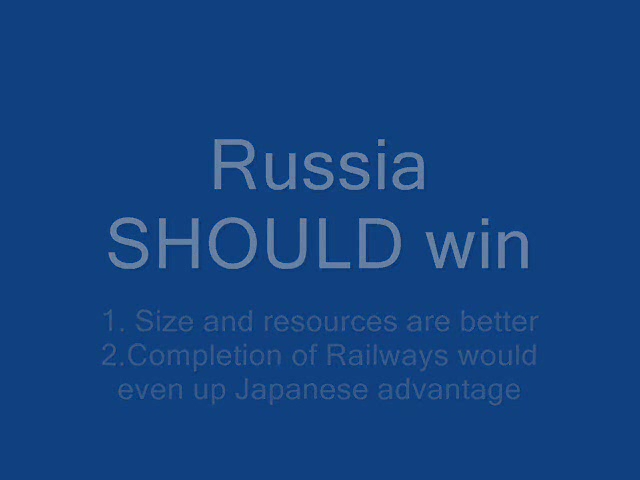 Russia
SHOULD win
1. Size and resources are better
2.Completion of Railways would
even up Japanese advantage